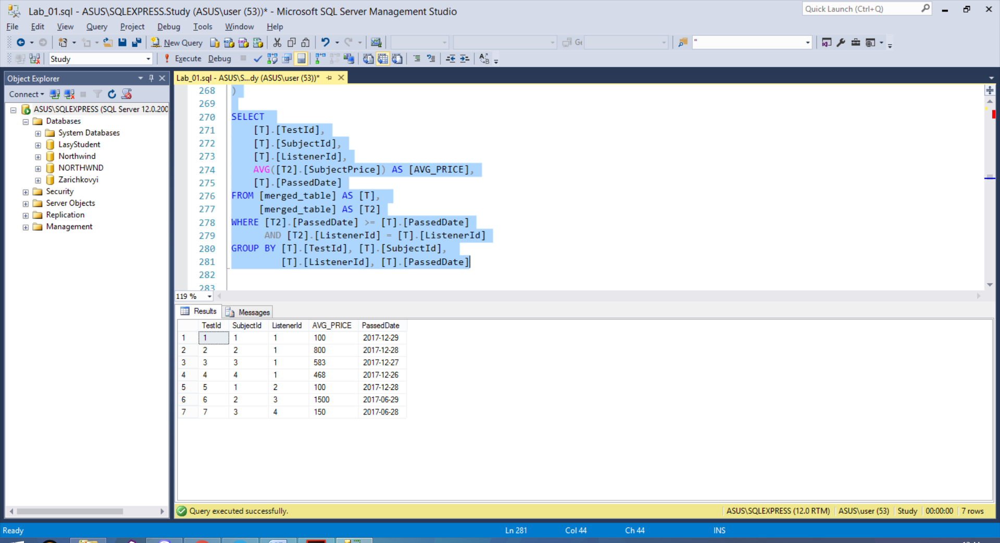 Lab_01.sql - ASUS\SQLEXPRESS.Study (ASUS\user (53))* - Microsoft SQL Server Management Studio
Quick Launch (Ctrl+Q)
File Edit View Query Project Debug Tools Window Help
New Query
Ge
"
Study
Execute Debug
Object Explorer
Connect
ASUS\SQLEXPRESS (SQL Server 12.0.200
Databases
System Databases
LasyStudent
Northwind
NORTHWND
Zarichkovyi
Security
Server Objects
Replication
Management
Lab_01.sql - ASUS\S...dy (ASUS\user (53))*
268 )
269
270 SELECT
271 [T].[TestId],
272 [T].[SubjectId],
273 [T].[ListenerId],
274 AVG([T2].[SubjectPrice]) AS [AVG_PRICE],
275 [T].[PassedDate]
276 FROM [merged_table] AS [T],
277 [merged_table] AS [T2]
278 WHERE [T2].[PassedDate] >= [T].[PassedDate]
279 AND [T2].[ListenerId] = [T].[ListenerId]
280 GROUP BY [T].[TestId], [T].[SubjectId],
281 [T].[ListenerId], [T].[PassedDate]
282
283
119 %
Results Messages
TestId SubjectId ListenerId AVG_PRICE PassedDate
1 1 1 1 100 2017-12-29
2 2 2 1 800 2017-12-28
3 3 3 1 583 2017-12-27
4 4 4 1 468 2017-12-26
5 5 1 2 100 2017-12-28
6 6 2 3 1500 2017-06-29
7 7 3 4 150 2017-06-28
Query executed successfully.
ASUS\SQLEXPRESS (12.0 RTM) ASUS\user (53) Study 00:00:00 7 rows
Ready
Ln 281 Col 44 Ch 44 INS